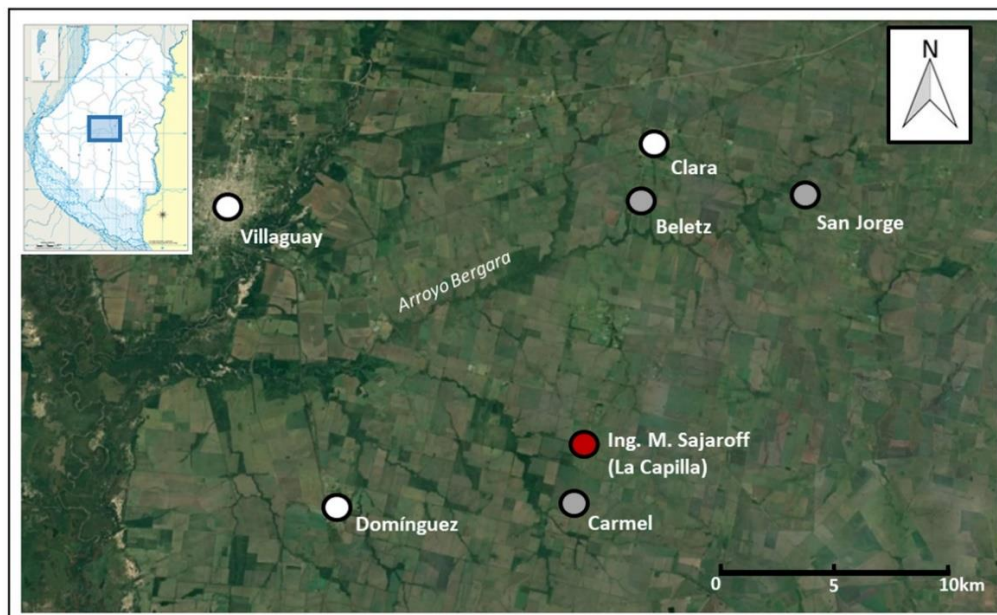 N
Clara
Villaguay
Beletz
San Jorge
Arroyo Bergara
Ing. M. Sajaroff
(La Capilla)
Domínguez
Carmel
0 5 10km